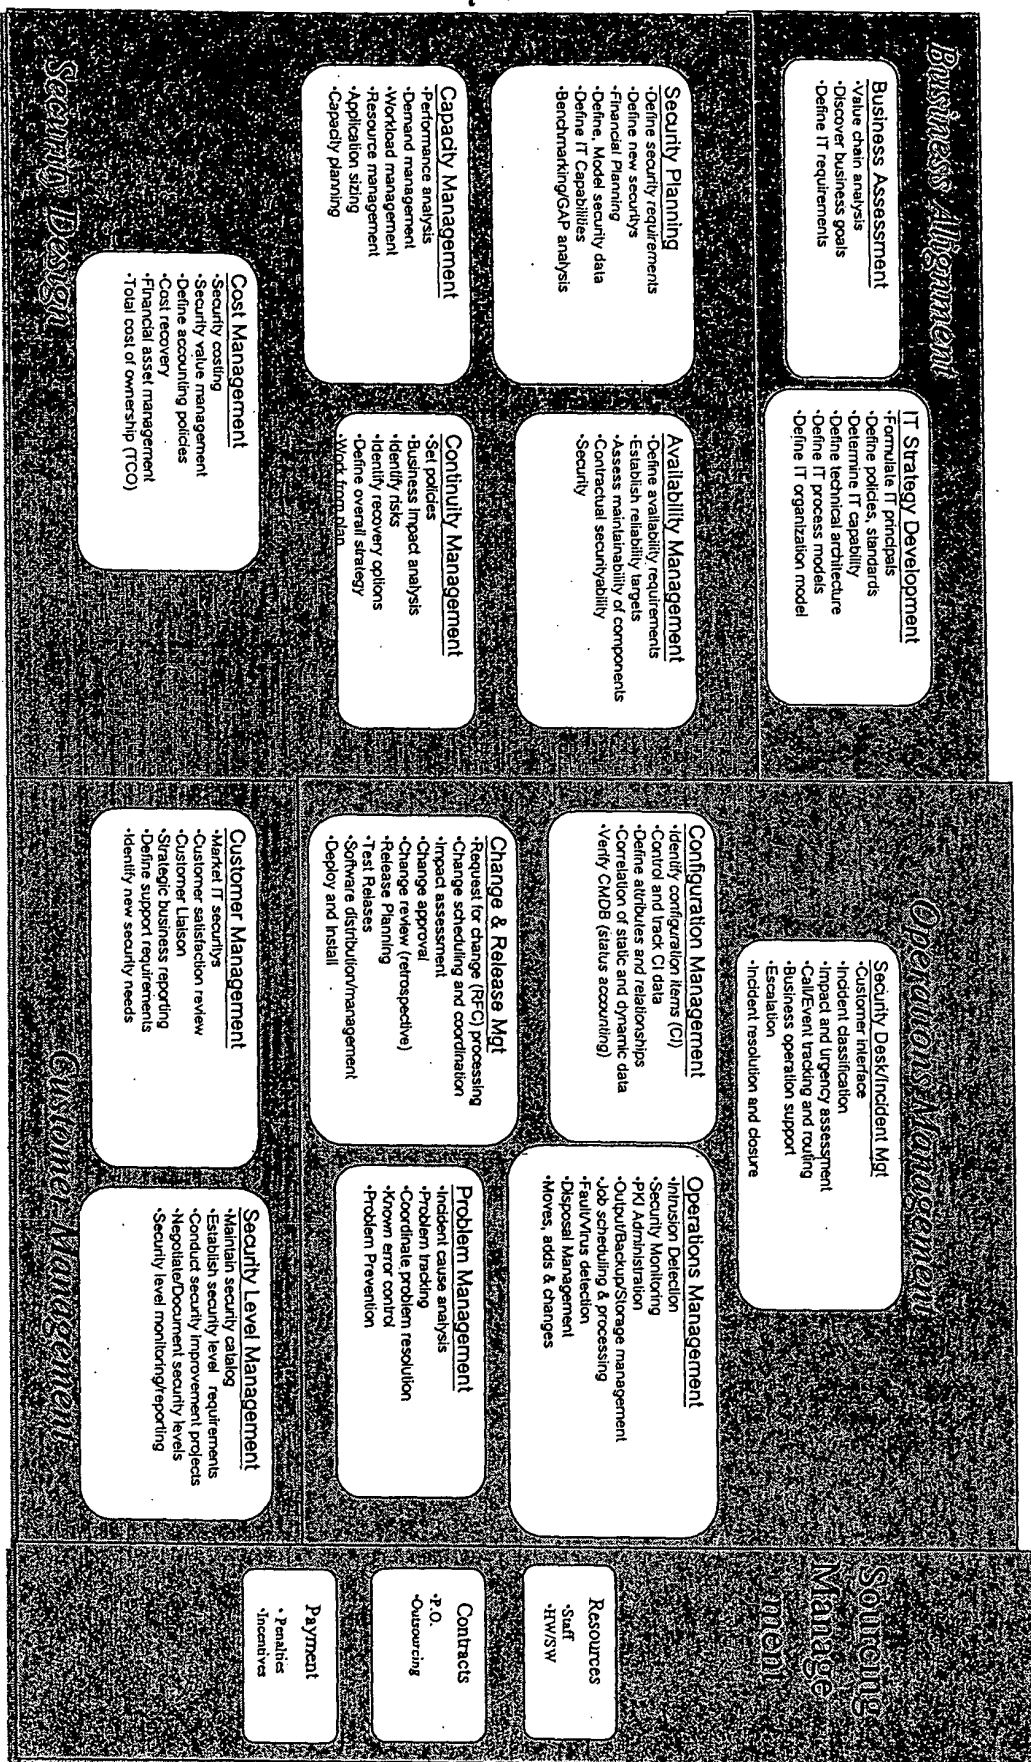 Business Alignment
Business Assessment
•Value chain analysis
•Discover business goals
•Define IT requirements
IT Strategy Development
•Formulate IT principals
•Define policies, standards
•Determine IT capability
•Define technical architecture
•Define IT process models
•Define IT organization model
Security Planning
•Define security requirements
•Define new securitys
•Financial Planning
•Define, Model security data
•Define IT Capabilities
•Benchmarking/GAP analysis
Availability Management
•Define availability requirements
•Establish reliability targets
•Assess maintainability of components
•Contractual securiyability
•Security
Capacity Management
•Performance analysis
•Demand management
•Workload management
•Resource management
•Application sizing
•Capacity planning
Continuity Management
•Set policies
•Business Impact analysis
•Identify risks
•Identify recovery options
•Define overall strategy
•Work from plan
Cost Management
•Security costing
•Security value management
•Define accounting policies
•Cost recovery
•Financial asset management
•Total cost of ownership (TCO)
Security Design
Operations Management
Security Desk/Incident Mgt
•Customer interface
•Incident classification
•Impact and urgency assessment
•Call/Event tracking and routing
•Business operation support
•Escalation
•Incident resolution and closure
Configuration Management
•Identify configuration items (CI)
•Control and track CI data
•Define atributes and relationships
•Correlation of static and dynamic data
•Verify CMDB (status accounting)
Operations Management
•Intrusion Detection
•Security Monitoring
•PKI Administration
•Output/Backup/Storage management
•Job scheduling & processing
•Fault/Virus detection
•Disposal Management
•Moves, adds & changes
Change & Release Mgt
•Request for change (RFC) processing
•Change scheduling and coordination
•Impact assessment
•Change approval
•Change review (retrospective)
•Release Planning
•Test Relases
•Software distribution/management
•Deploy and Install
Problem Management
•Incident cause analysis
•Problem tracking
•Coordinate problem resolution
•Known error control
•Problem Prevention
Customer Management
•Market IT securitys
•Customer satisfaction review
•Customer Liaison
•Strategic business reporting
•Define support requirements
•Identify new security needs
Security Level Management
•Maintain security catalog
•Establish security level requirements
•Conduct security improvement projects
•Negotiate/Document security levels
•Security level monitoring/reporting
Customer Management
Sourcing
Manage
ment
Resources
•Staff
•HW/SW
Contracts
•P.O.
•Outsourcing
Payment
• Penalties
•Incentives